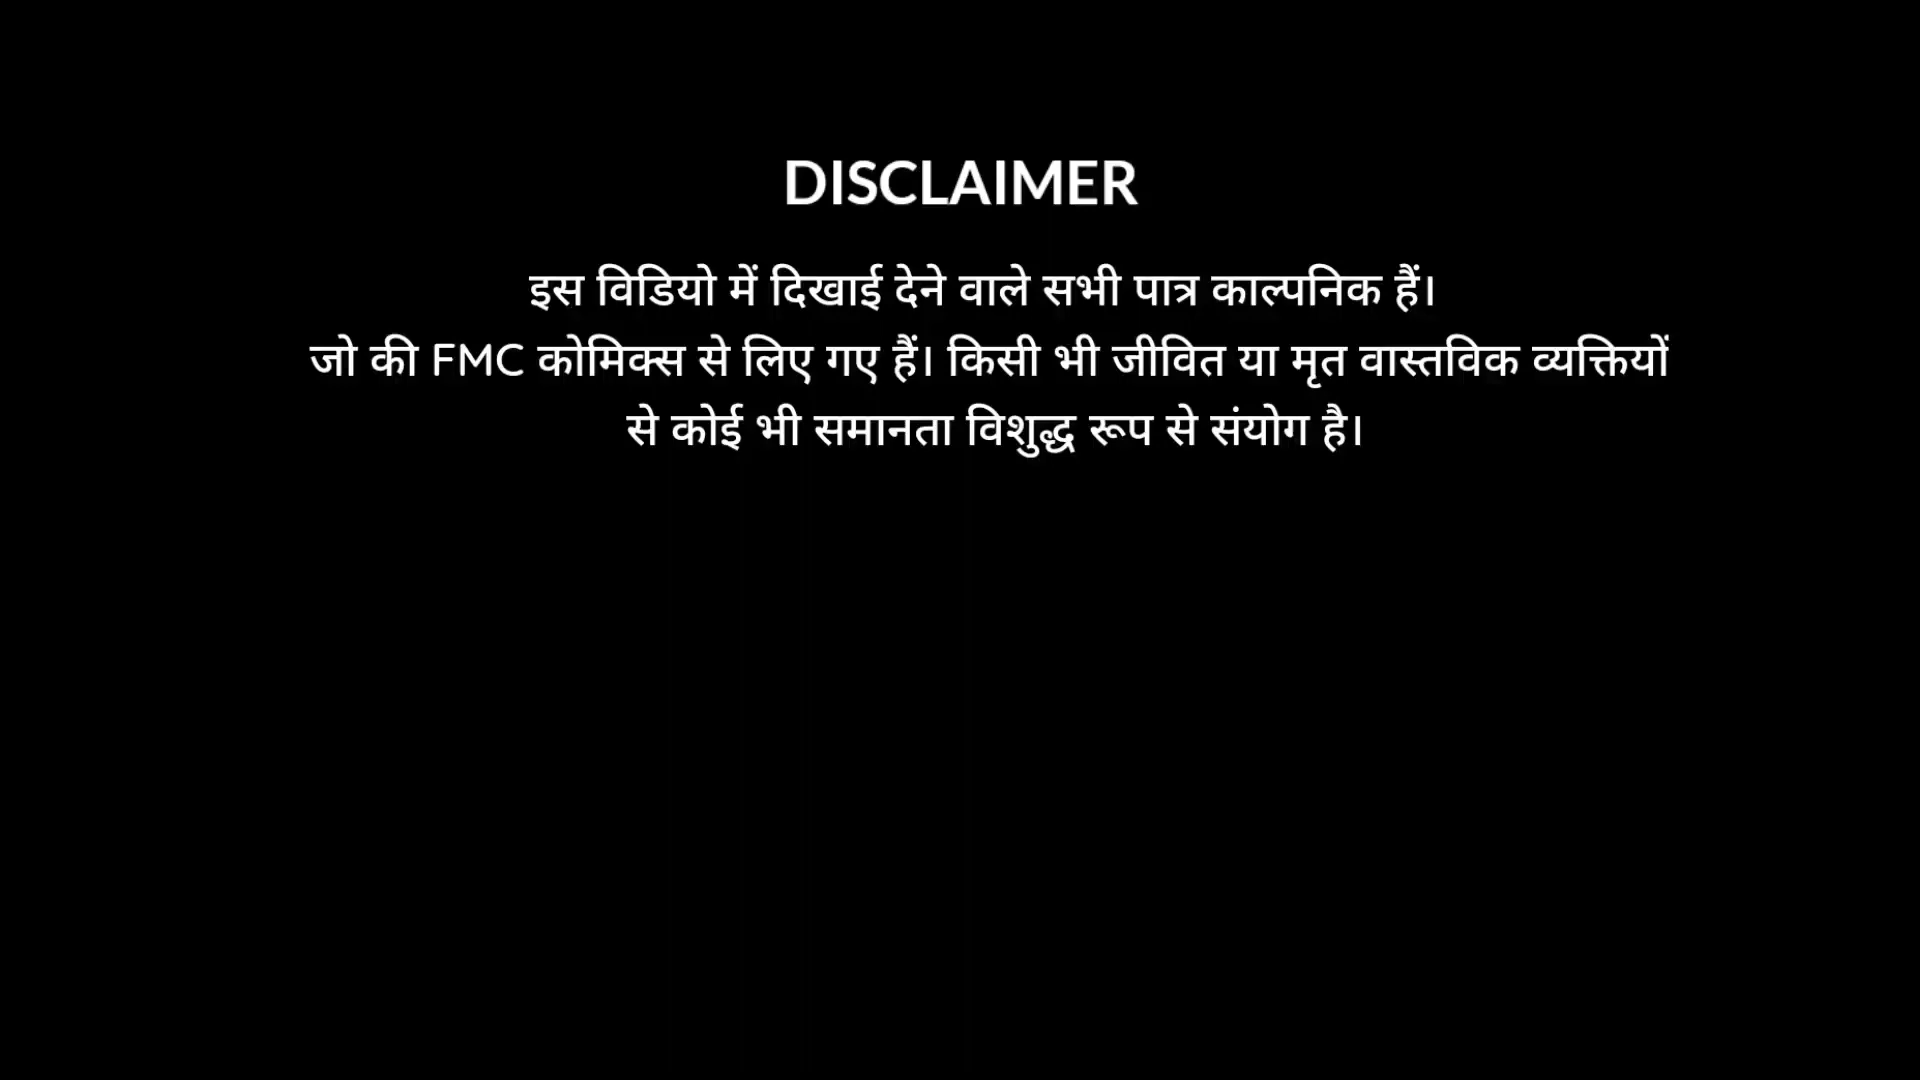 DISCLAIMER
इस विडियो में दिखाई देने वाले सभी पात्र काल्पनिक हैं।
जो की FMC कोमिक्स से लिए गए हैं। किसी भी जीवित या मृत वास्तविक व्यक्तियों
से कोई भी समानता विशुद्ध रूप से संयोग है।